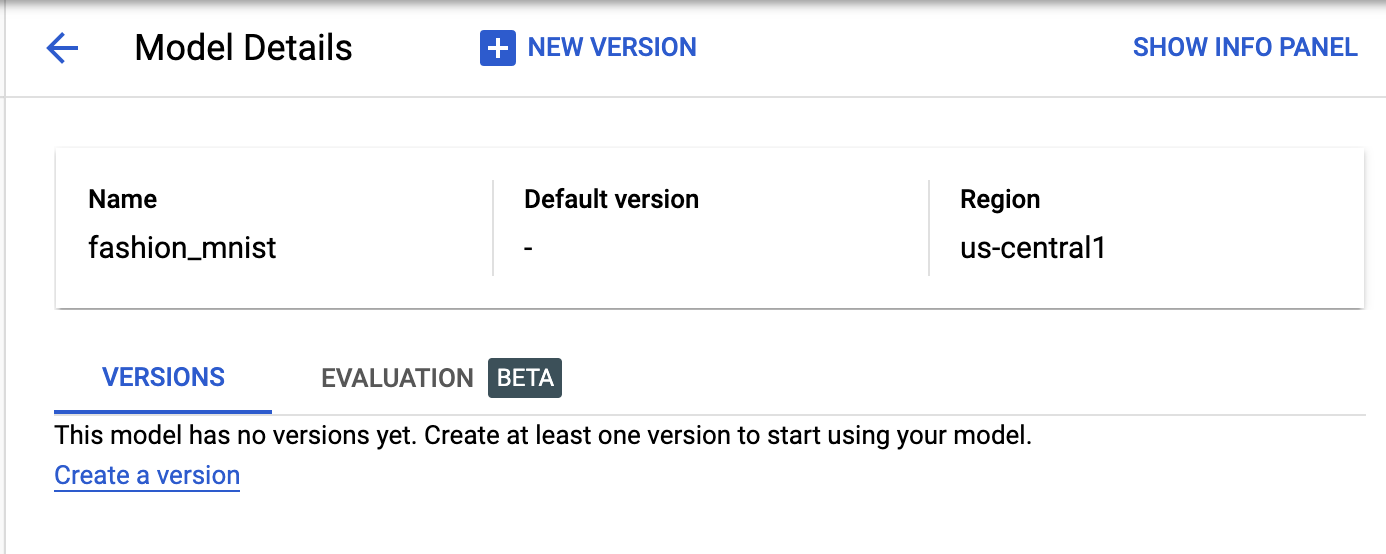 Model Details
NEW VERSION
SHOW INFO PANEL
Name
Default version
Region
fashion_mnist
-
us-central1
VERSIONS
EVALUATION BETA
This model has no versions yet. Create at least one version to start using your model.
Create a version